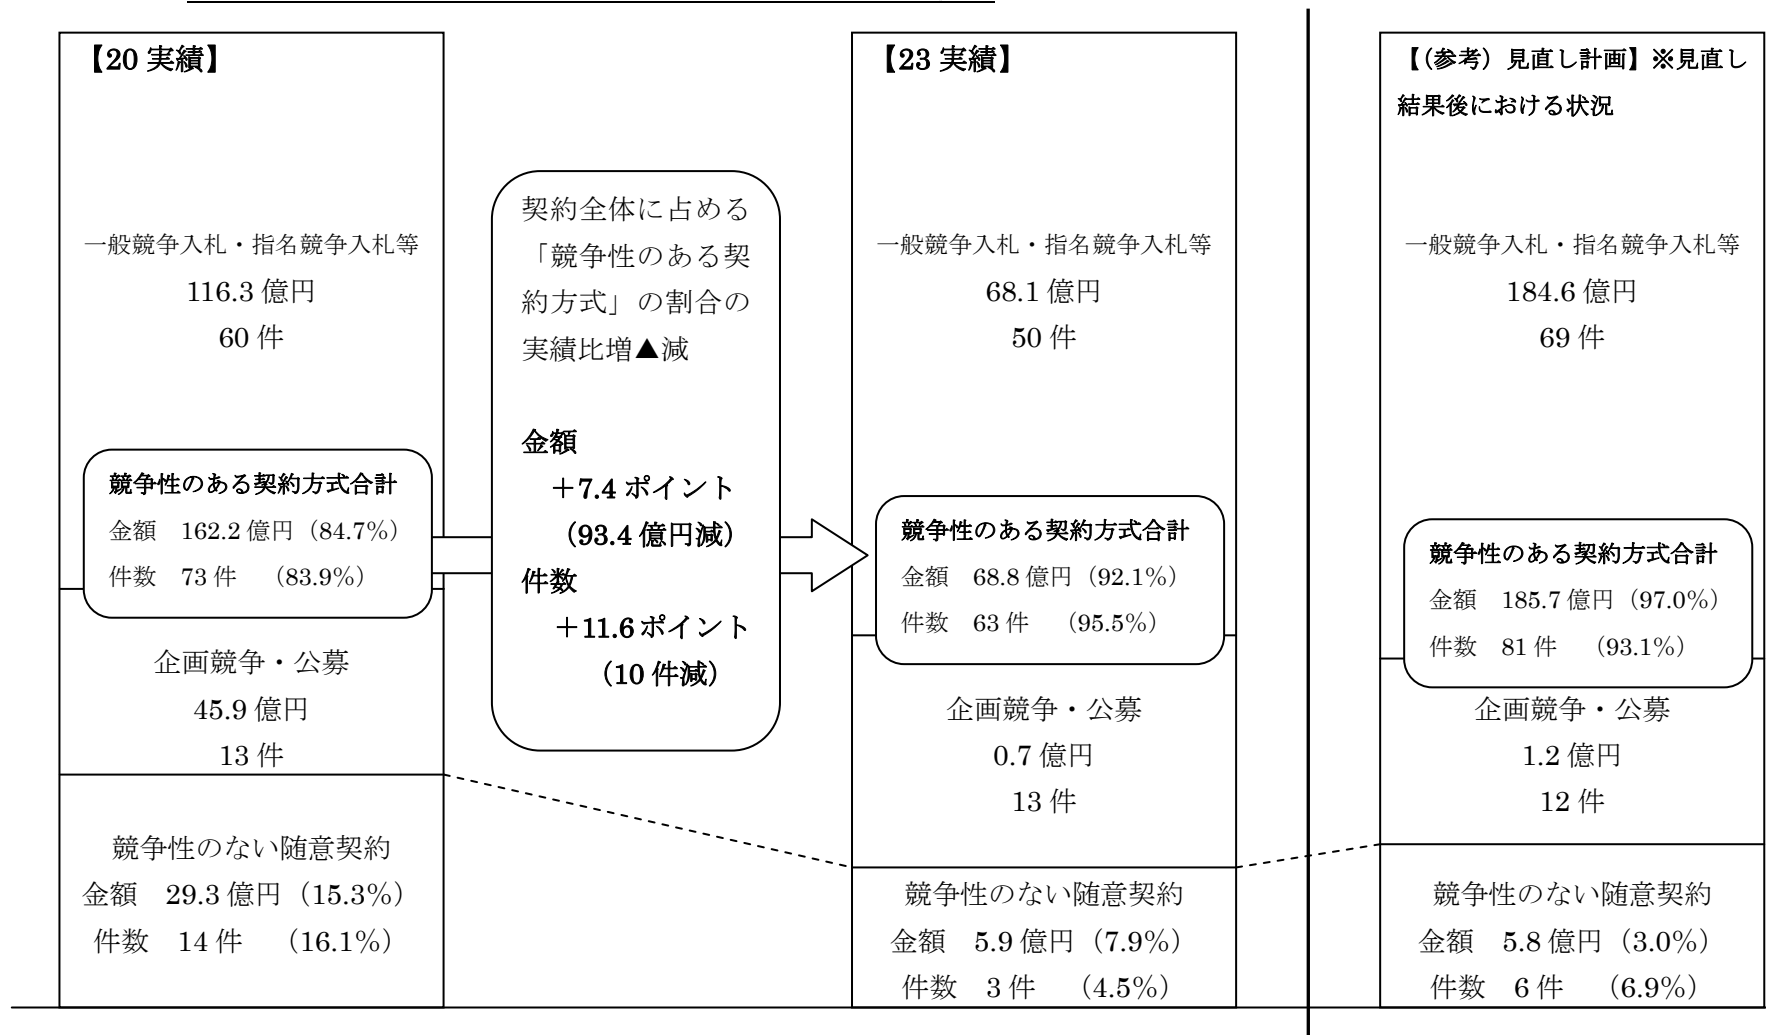 【20 実績】
一般競争入札・指名競争入札等
116.3 億円
60 件
競争性のある契約方式合計
金額　162.2 億円（84.7%）
件数　73 件　（83.9%）
企画競争・公募
45.9 億円
13 件
競争性のない随意契約
金額　29.3 億円（15.3%）
件数　14 件　（16.1%）
契約全体に占める
「競争性のある契
約方式」の割合の
実績比増▲減
金額
＋7.4 ポイント
（93.4 億円減）
件数
＋11.6 ポイント
（10 件減）
【23 実績】
一般競争入札・指名競争入札等
68.1 億円
50 件
競争性のある契約方式合計
金額　68.8 億円（92.1%）
件数　63 件　（95.5%）
企画競争・公募
0.7 億円
13 件
競争性のない随意契約
金額　5.9 億円（7.9%）
件数　3 件　（4.5%）
【（参考）見直し計画】※見直し
結果後における状況
一般競争入札・指名競争入札等
184.6 億円
69 件
競争性のある契約方式合計
金額　185.7 億円（97.0%）
件数　81 件　（93.1%）
企画競争・公募
1.2 億円
12 件
競争性のない随意契約
金額　5.8 億円（3.0%）
件数　6 件　（6.9%）